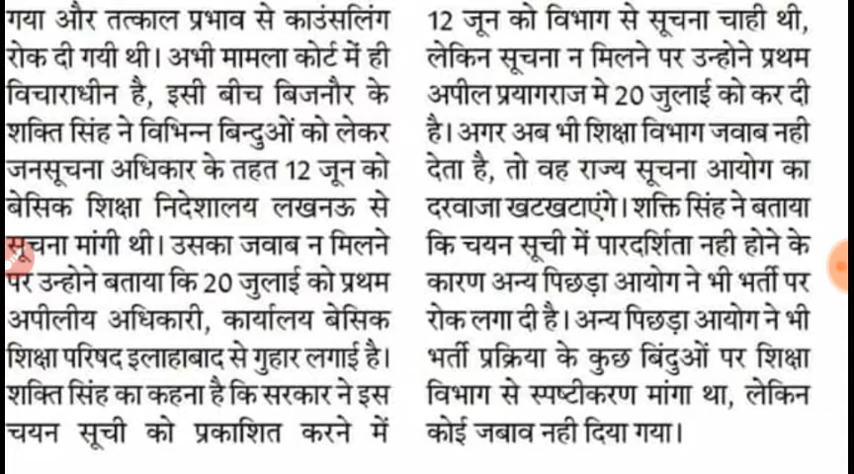 गया और तत्काल प्रभाव से काउंसलिंग
रोक दी गयी थी। अभी मामला कोर्ट में ही
विचाराधीन है, इसी बीच बिजनौर के
शक्ति सिंह ने विभिन्न बिन्दुओं को लेकर
जनसूचना अधिकार के तहत 12 जून को
बेसिक शिक्षा निदेशालय लखनऊ से
सूचना मांगी थी। उसका जवाब न मिलने
पर उन्होने बताया कि 20 जुलाई को प्रथम
अपीलीय अधिकारी, कार्यालय बेसिक
शिक्षा परिषद इलाहाबाद से गुहार लगाई है।
शक्ति सिंह का कहना है कि सरकार ने इस
चयन सूची को प्रकाशित करने में
12 जून को विभाग से सूचना चाही थी,
लेकिन सूचना न मिलने पर उन्होने प्रथम
अपील प्रयागराज मे 20 जुलाई को कर दी
है। अगर अब भी शिक्षा विभाग जवाब नही
देता है, तो वह राज्य सूचना आयोग का
दरवाजा खटखटाएंगे। शक्ति सिंह ने बताया
कि चयन सूची में पारदर्शिता नही होने के
कारण अन्य पिछड़ा आयोग ने भी भर्ती पर
रोक लगा दी है। अन्य पिछड़ा आयोग ने भी
भर्ती प्रक्रिया के कुछ बिंदुओं पर शिक्षा
विभाग से स्पष्टीकरण मांगा था, लेकिन
कोई जबाव नही दिया गया।